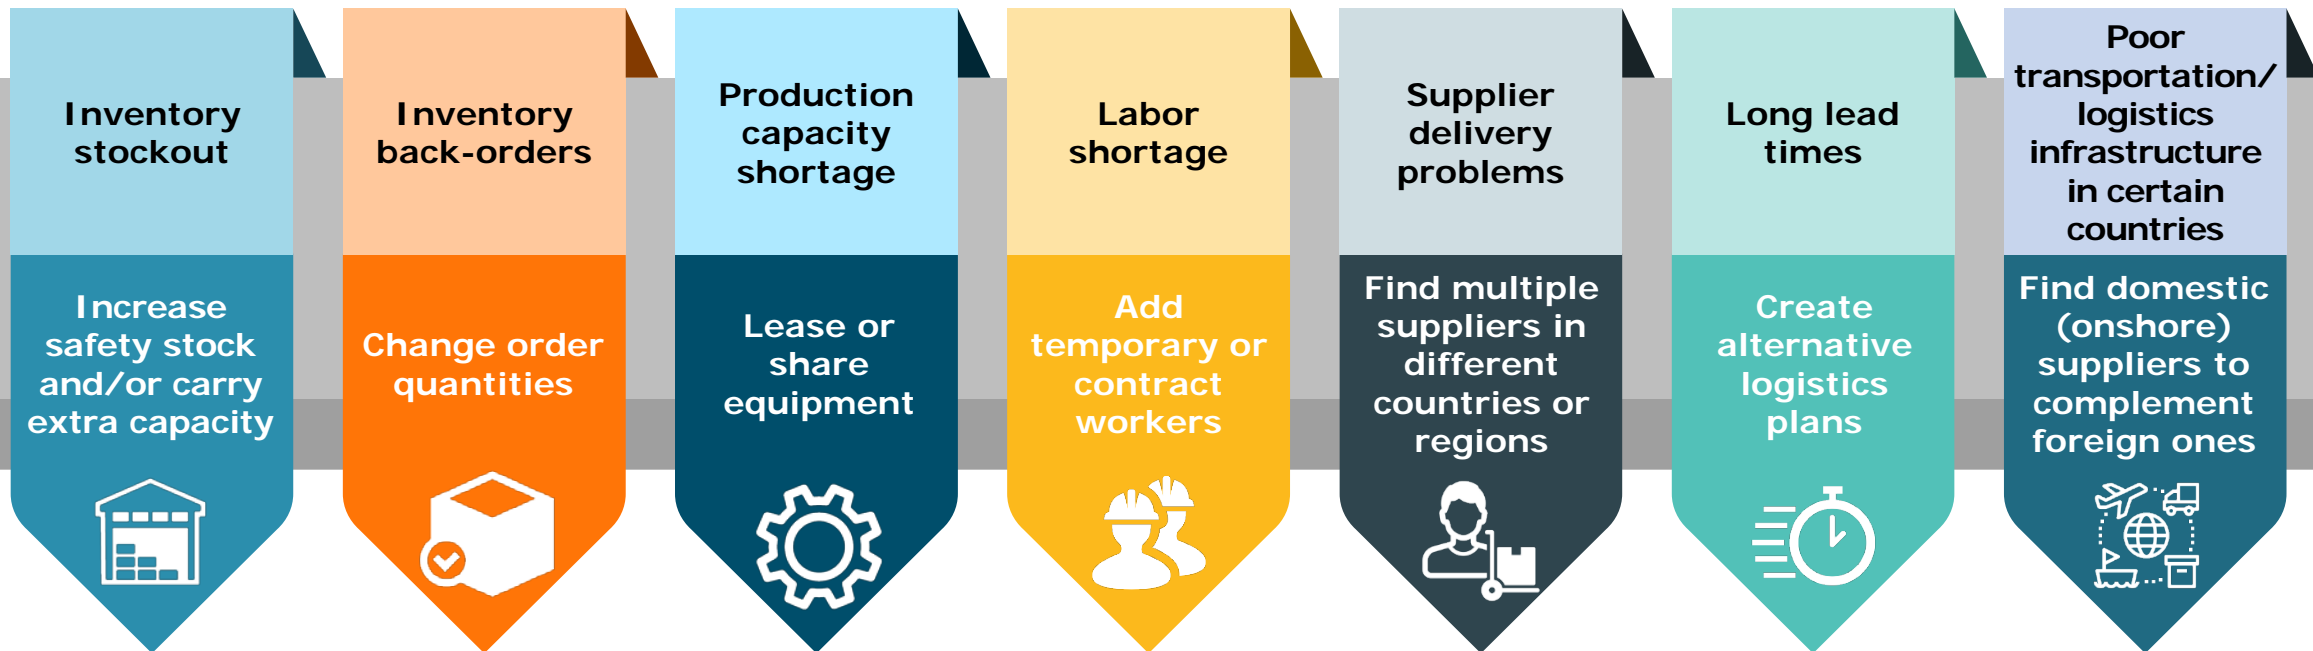 Inventory
stockout
Increase
safety stock
and/or carry
extra capacity
Inventory
back-orders
Change order
quantities
Production
capacity
shortage
Lease or
share
equipment
Labor
shortage
Add
temporary or
contract
workers
Supplier
delivery
problems
Find multiple
suppliers in
different
countries or
regions
Long lead
times
Create
alternative
logistics
plans
Poor
transportation/
logistics
infrastructure
in certain
countries
Find domestic
(onshore)
suppliers to
complement
foreign ones